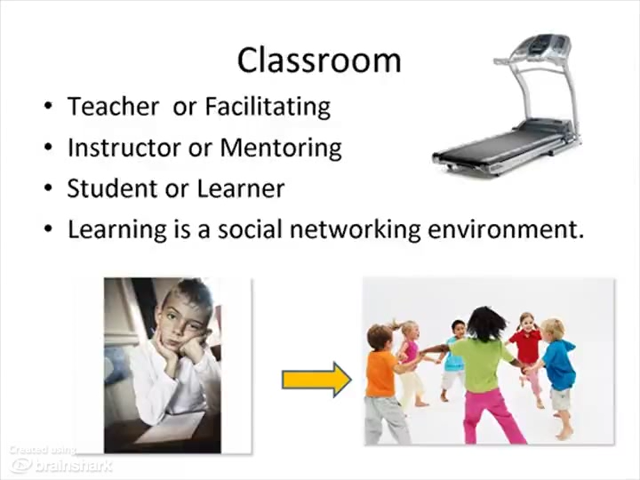 Classroom
• Teacher  or Facilitating
• Instructor or Mentoring
• Student or Learner
• Learning is a social networking environment.
Created using
brainshark